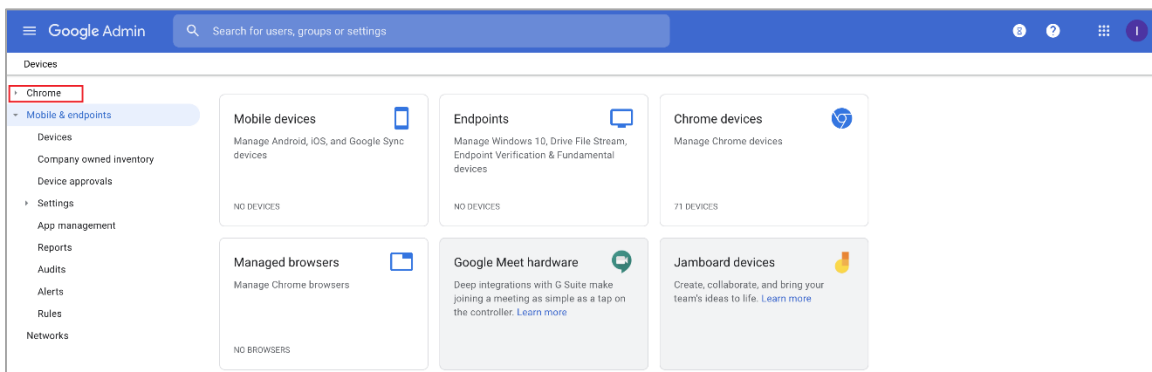 Google Admin
Search for users, groups or settings
8
?
I
Devices
Chrome
Mobile & endpoints
Devices
Company owned inventory
Device approvals
Settings
App management
Reports
Audits
Alerts
Rules
Networks
Mobile devices
Manage Android, iOS, and Google Sync
devices
NO DEVICES
Endpoints
Manage Windows 10, Drive File Stream,
Endpoint Verification & Fundamental
devices
NO DEVICES
Chrome devices
Manage Chrome devices
71 DEVICES
Managed browsers
Manage Chrome browsers
NO BROWSERS
Google Meet hardware
Deep integrations with G Suite make
joining a meeting as simple as a tap on
the controller. Learn more
Jamboard devices
Create, collaborate, and bring your
team's ideas to life. Learn more